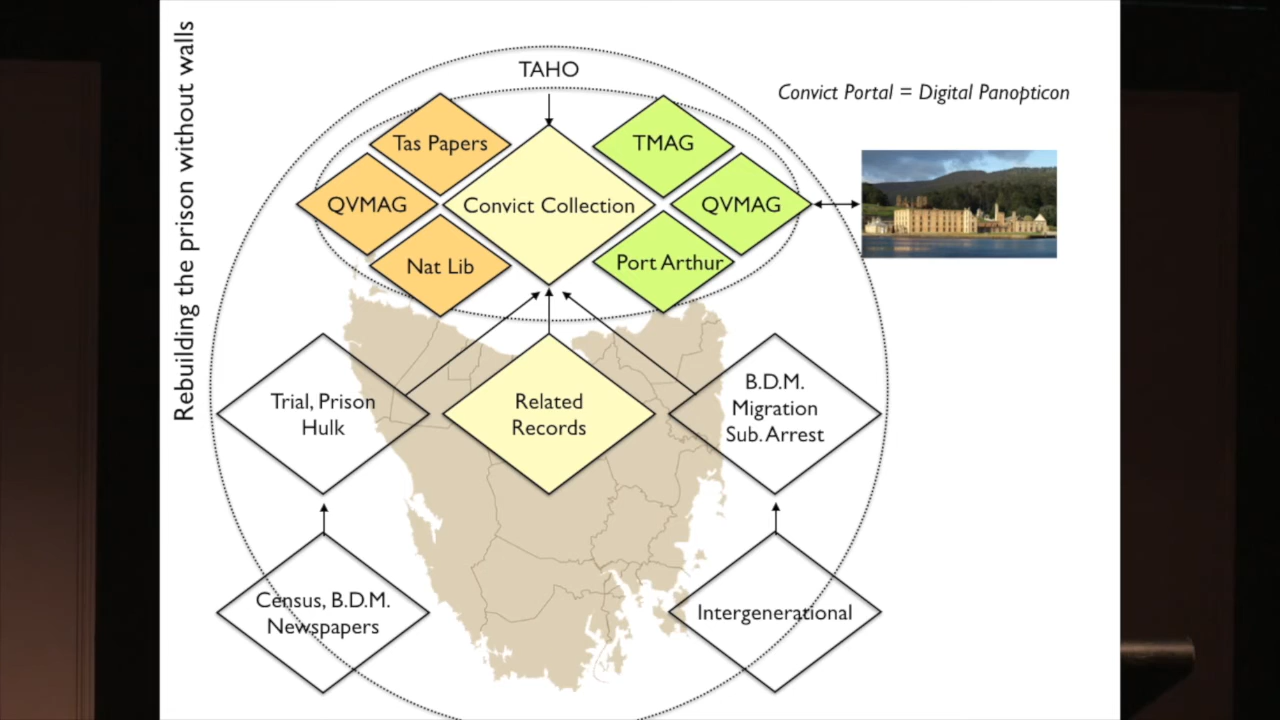 Rebuilding the prison without walls
TAHO
Convict Portal = Digital Panopticon
Tas Papers
TMAG
QVMAG
Convict Collection
QVMAG
Nat Lib
Port Arthur
Trial, Prison
Hulk
Related
Records
B.D.M.
Migration
Sub. Arrest
Census, B.D.M.
Newspapers
Intergenerational